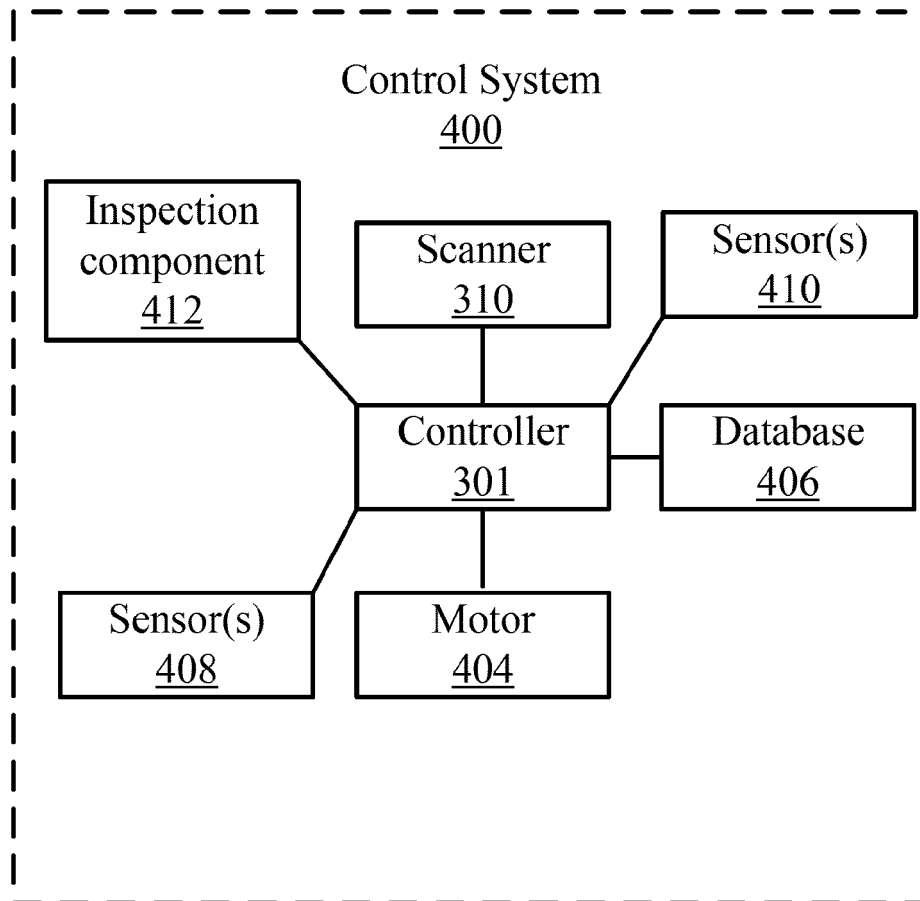 Control System
400
Inspection
component
412
Scanner
310
Sensor(s)
410
Controller
301
Database
406
Sensor(s)
408
Motor
404